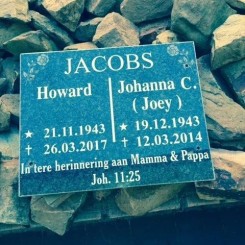 JACOBS
Howard
★ 21.11.1943
† 26.03.2017
Johanna C.
( Joey )
★ 19.12.1943
† 12.03.2014
In tere herinnering aan Mamma & Pappa
Joh. 11:25